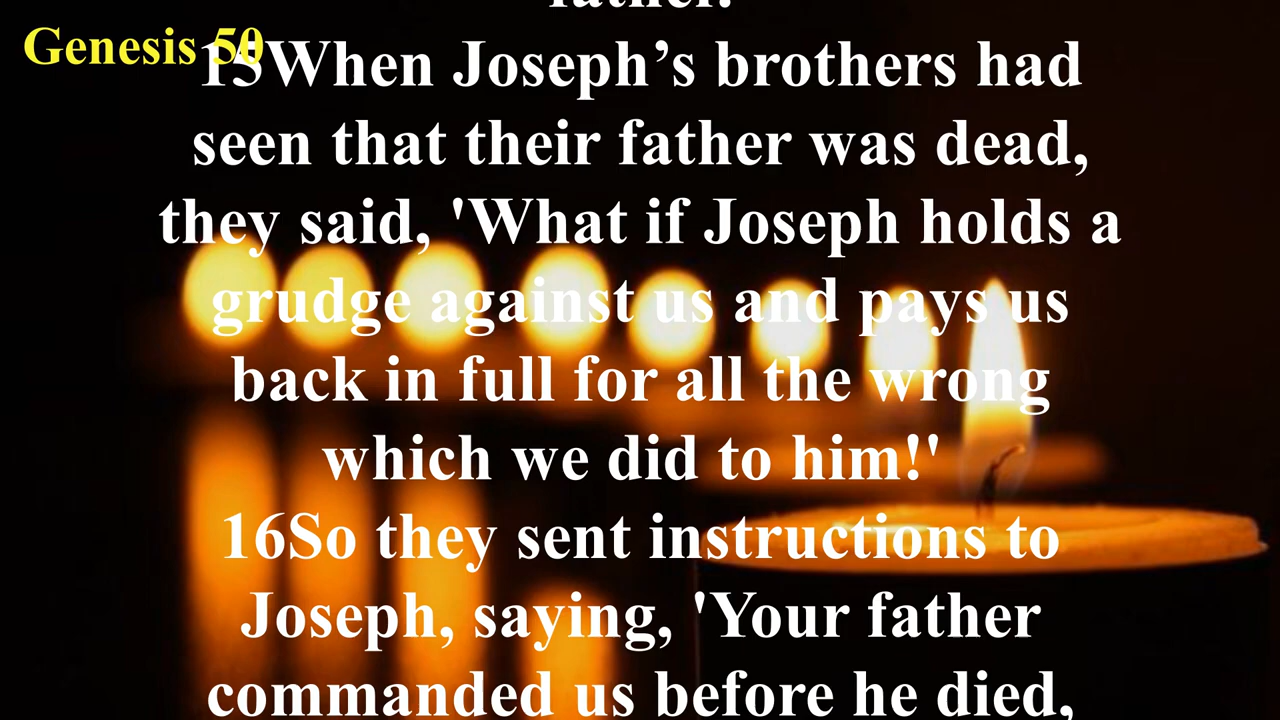 father.
Genesis 50
15When Joseph’s brothers had
seen that their father was dead,
they said, 'What if Joseph holds a
grudge against us and pays us
back in full for all the wrong
which we did to him!'
16So they sent instructions to
Joseph, saying, 'Your father
commanded us before he died,